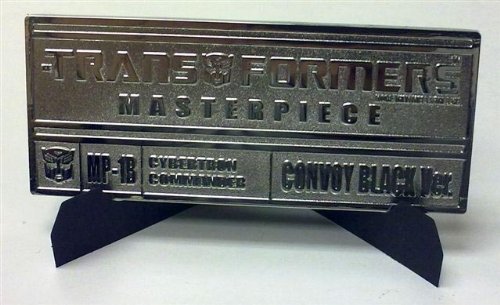 TRANSFORMERS
MASTERPIECE
MP-1B CYBERTRON COMMANDER CONVOY BLACK Ver.